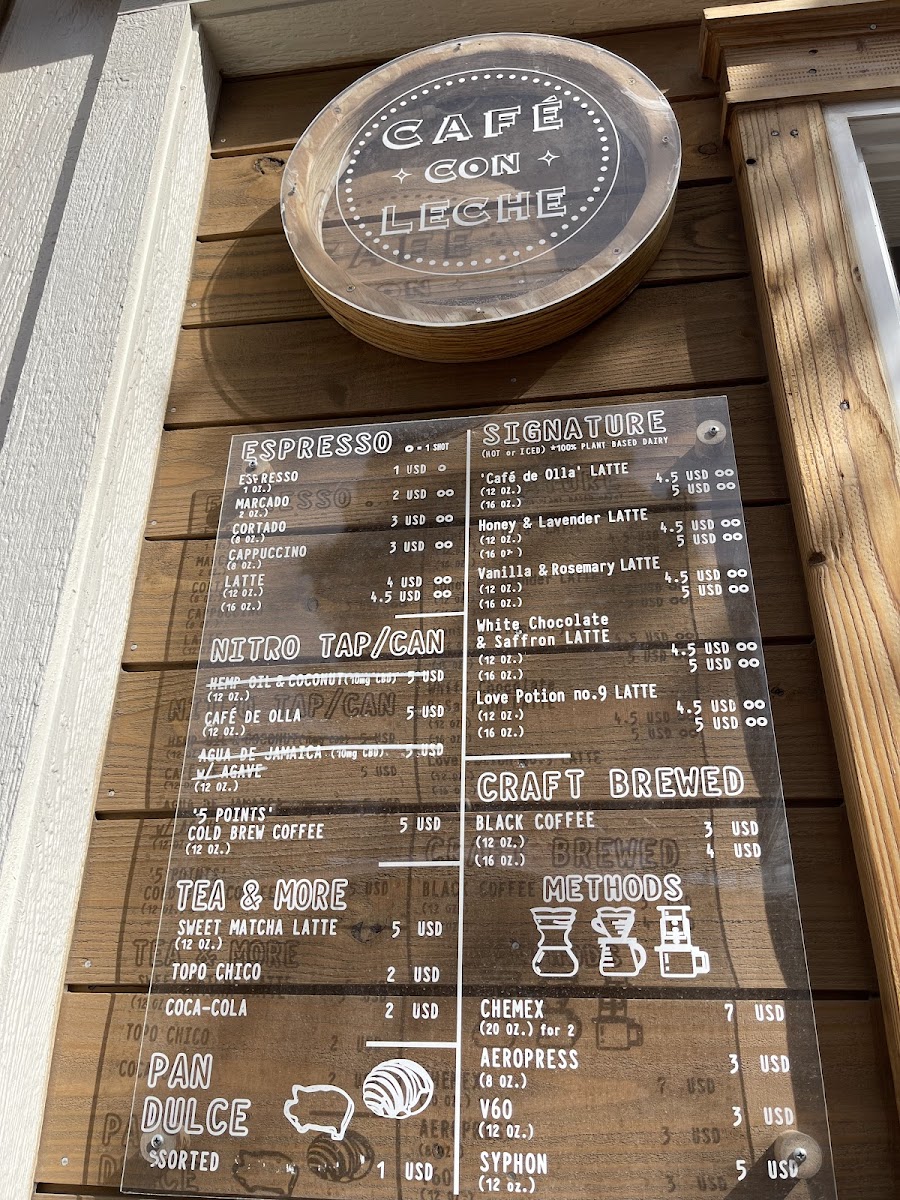 CAFÉ
CON
LECHE
ESPRESSO = 1 SHOT
ESPRESSO 1 USD
1 OZ.)
MARCADO 2 USD
2 OZ.)
CORTADO 3 USD
(8 OZ.)
CAPPUCCINO 3 USD
(8 OZ.)
LATTE
(12 OZ.) 4 USD
(16 OZ.) 4.5 USD
NITRO TAP/CAN
HEMP OIL & COCONUT (10mg CBD) 5 USD
(12 OZ.)
CAFÉ DE OLLA 5 USD
(12 OZ.)
AGUA DE JAMAICA (10mg CBD). 5 USD
w/ AGAVE
(12 OZ.)
'5 POINTS'
COLD BREW COFFEE 5 USD
(12 OZ.)
TEA & MORE
SWEET MATCHA LATTE 5 USD
(12 OZ.)
TOPO CHICO 2 USD
COCA-COLA 2 USD
PAN
DULCE
SSORTED 1 USD
SIGNATURE
(HOT or ICED) *100% PLANT BASED DAIRY
'Café de Olla' LATTE
(12 OZ.) 4.5 USD
(16 OZ.) 5 USD
Honey & Lavender LATTE
(12 OZ.) 4.5 USD
(16 OZ.) 5 USD
Vanilla & Rosemary LATTE
(12 OZ.) 4.5 USD
(16 OZ.) 5 USD
White Chocolate
& Saffron LATTE
(12 OZ.) 4.5 USD
(16 OZ.) 5 USD
Love Potion no.9 LATTE
(12 OZ.) 4.5 USD
(16 OZ.) 5 USD
CRAFT BREWED
BLACK COFFEE
(12 OZ.) 3 USD
(16 OZ.) 4 USD
METHODS
CHEMEX 7 USD
(20 OZ.) for 2
AEROPRESS 3 USD
(8 OZ.)
V60 3 USD
(12 OZ.)
SYPHON 5 USD
(12 OZ.)